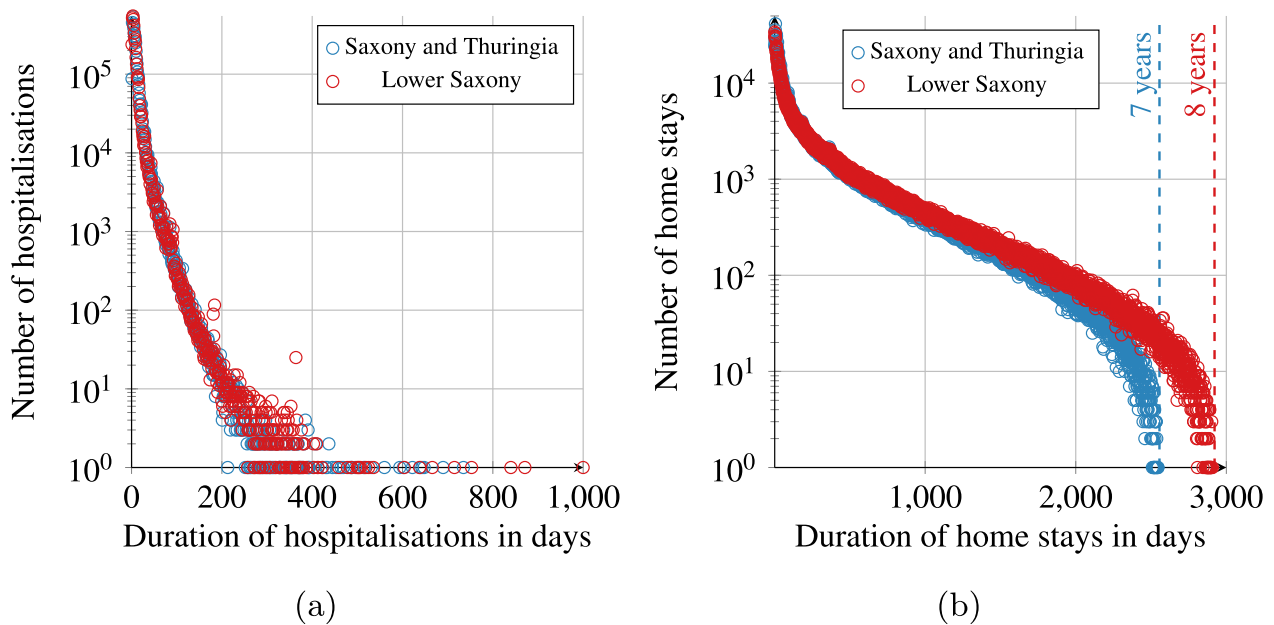 Number of hospitalisations
10^5
10^4
10^3
10^2
10^1
10^0
0
200
400
600
800
1,000
Duration of hospitalisations in days
Saxony and Thuringia
Lower Saxony
(a)
Number of home stays
10^4
10^3
10^2
10^1
10^0
1,000
2,000
3,000
Duration of home stays in days
Saxony and Thuringia
Lower Saxony
7 years
8 years
(b)